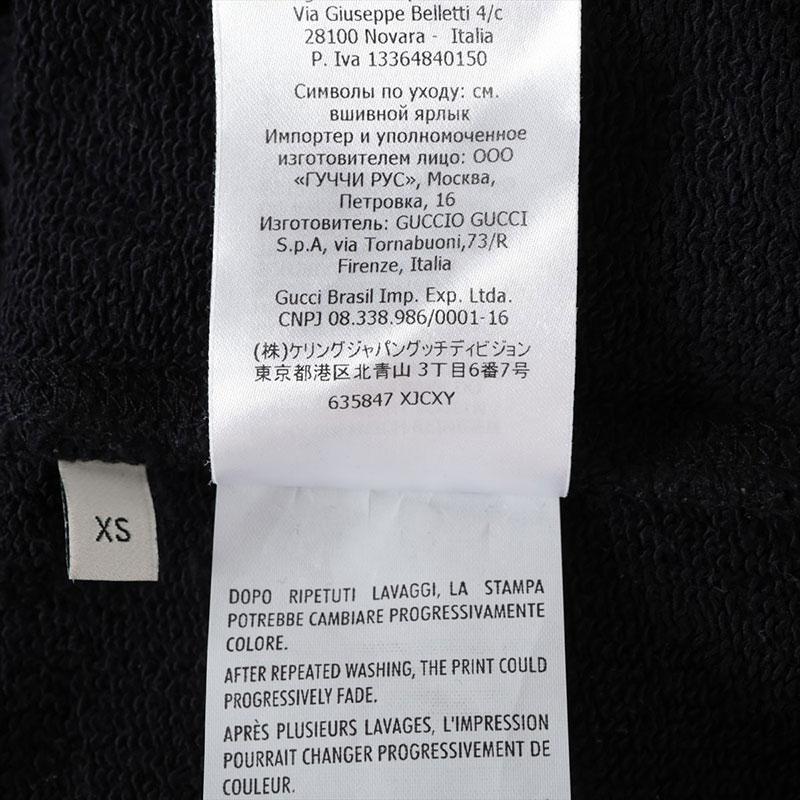 Via Giuseppe Belletti 4/c
28100 Novara - Italia
P. Iva 13364840150
Символы по уходу: см.
вшивной ярлык
Импортер и уполномоченное
изготовителем лицо: ООО
«ГУЧЧИ РУС», Москва,
Петровка, 16
Изготовитель: GUCCIO GUCCI
S.p.A, via Tornabuoni,73/R
Firenze, Italia
Gucci Brasil Imp. Exp. Ltda.
CNPJ 08.338.986/0001-16
(株)ケリングジャパングッチディビジョン
東京都港区北青山 3丁目6番7号
635847 XJCXY
XS
DOPO RIPETUTI LAVAGGI, LA STAMPA
POTREBBE CAMBIARE PROGRESSIVAMENTE
COLORE.
AFTER REPEATED WASHING, THE PRINT COULD
PROGRESSIVELY FADE.
APRÈS PLUSIEURS LAVAGES, L'IMPRESSION
POURRAIT CHANGER PROGRESSIVEMENT DE
COULEUR.